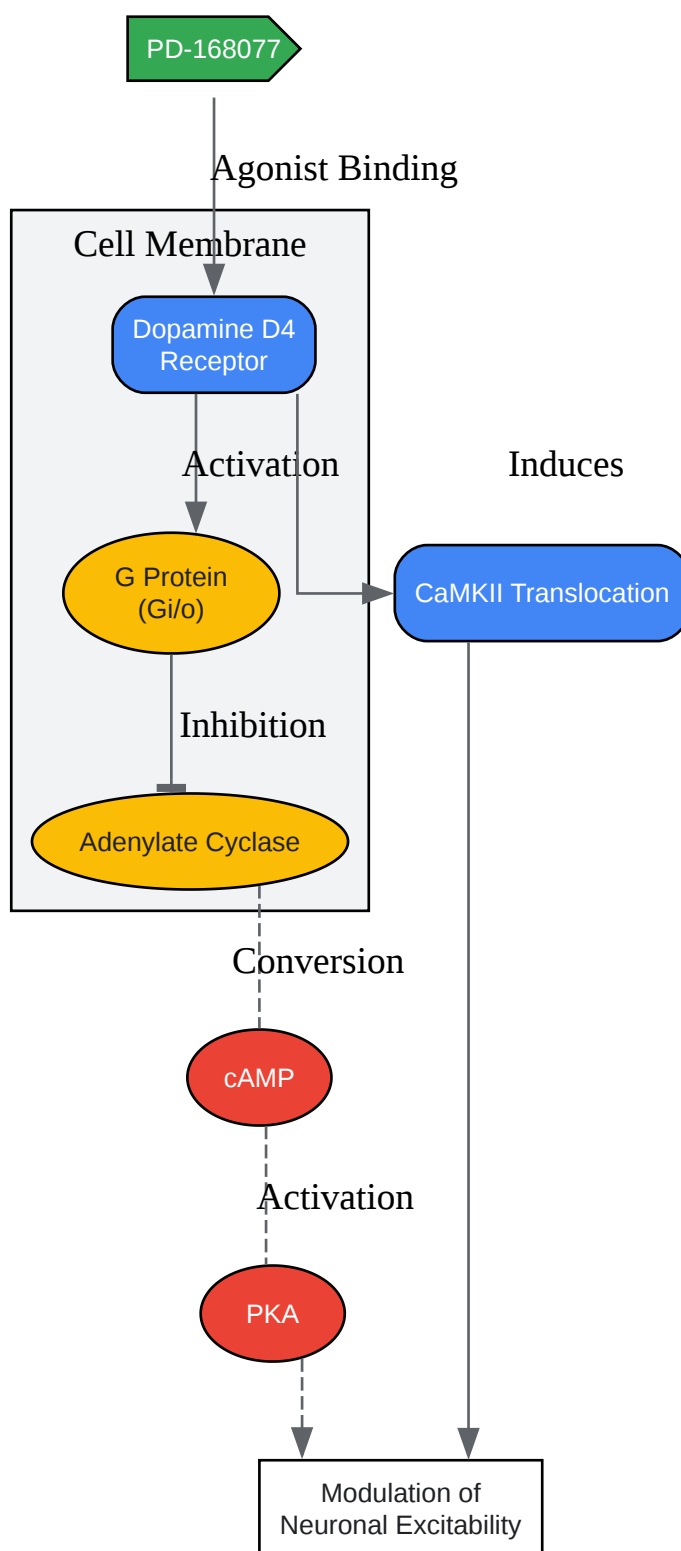 PD-168077
Agonist Binding
Cell Membrane
Dopamine D4
Receptor
Activation
Induces
G Protein
(Gi/o)
CaMKII Translocation
Inhibition
Adenylate Cyclase
Conversion
cAMP
Activation
PKA
Modulation of
Neuronal Excitability